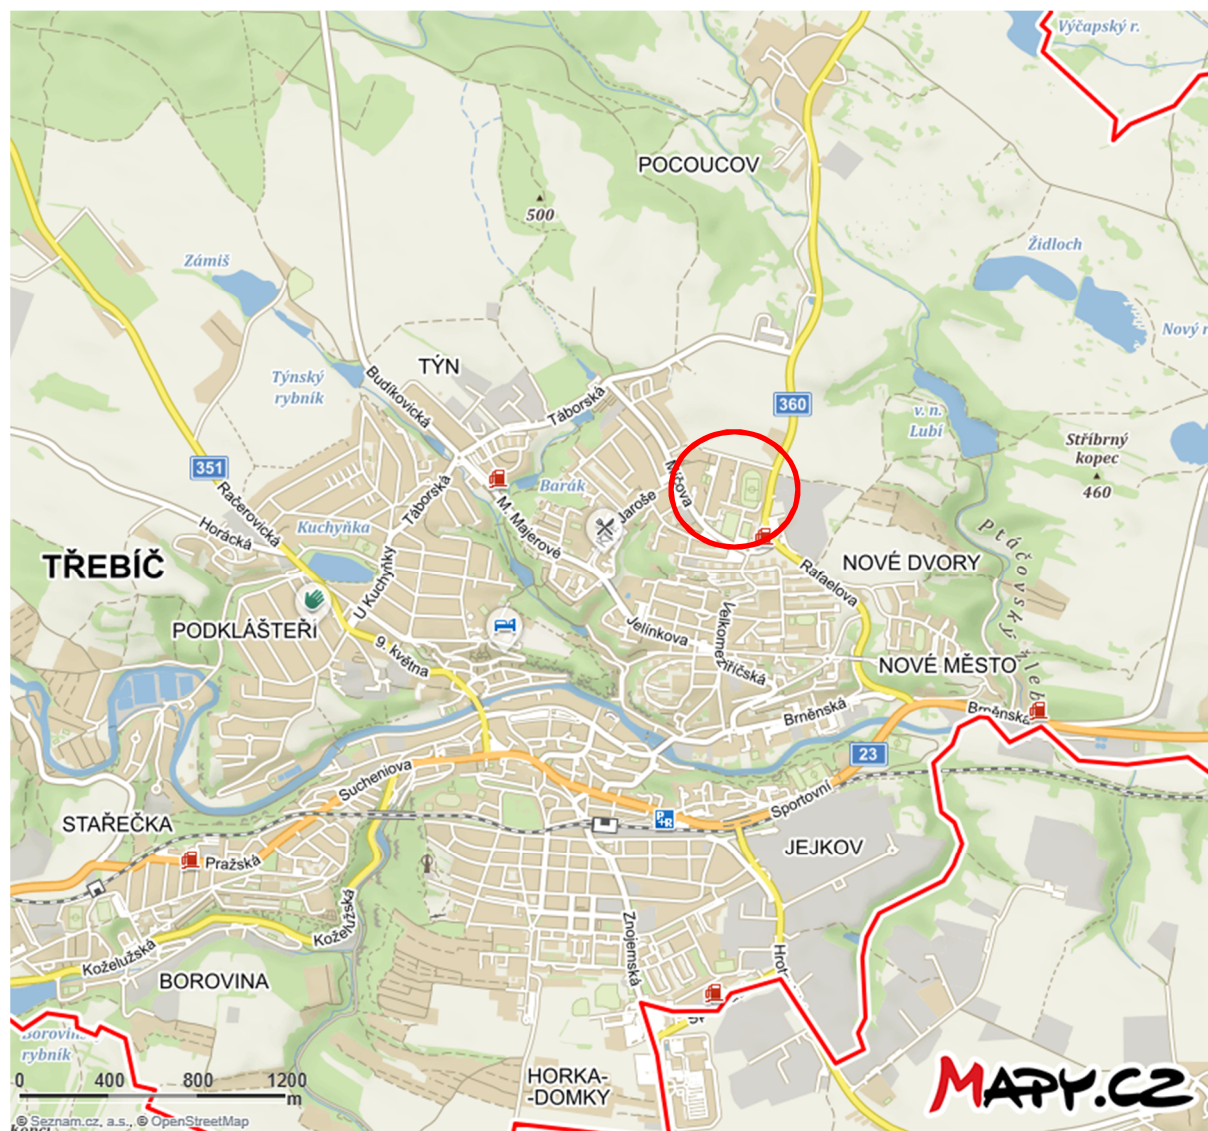 Výčapský r.
POCOUCOV
500
Židloch
Zámiš
Nový r
TÝN
Týnský
rybník
Budíkovická
Táborská
360
v. n.
Lubí
Stříbrný
kopec
460
351
Račerovická
Horácká
Kuchyňka
Táborská
Barák
M. Majerové
Jaroše
Míčova
Ptáčovský žleb
TŘEBÍČ
NOVÉ DVORY
Rafaelova
U Kuchyňky
PODKLÁŠTEŘÍ
9. května
Jelínkova
Velkomeziříčská
NOVÉ MĚSTO
Brněnská
Brněnská
23
Sucheniova
Sportovní
P+R
STAŘEČKA
Pražská
JEJKOV
Koželužská
Koželužská
Znojemská
BOROVINA
rybník
HORKA-
-DOMKY
0 400 800 1200
m
© Seznam.cz, a.s., © OpenStreetMap
MAPY.CZ